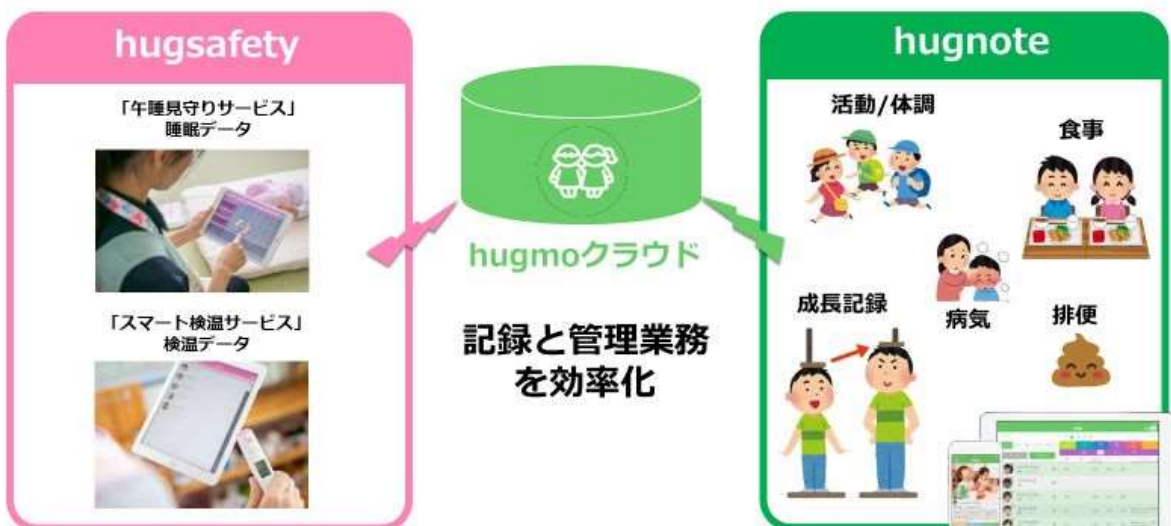 hugsafety
「午睡見守りサービス」
睡眠データ
「スマート検温サービス」
検温データ
hugmoクラウド
記録と管理業務
を効率化
hugnote
活動/体調
食事
成長記録
病気
排便